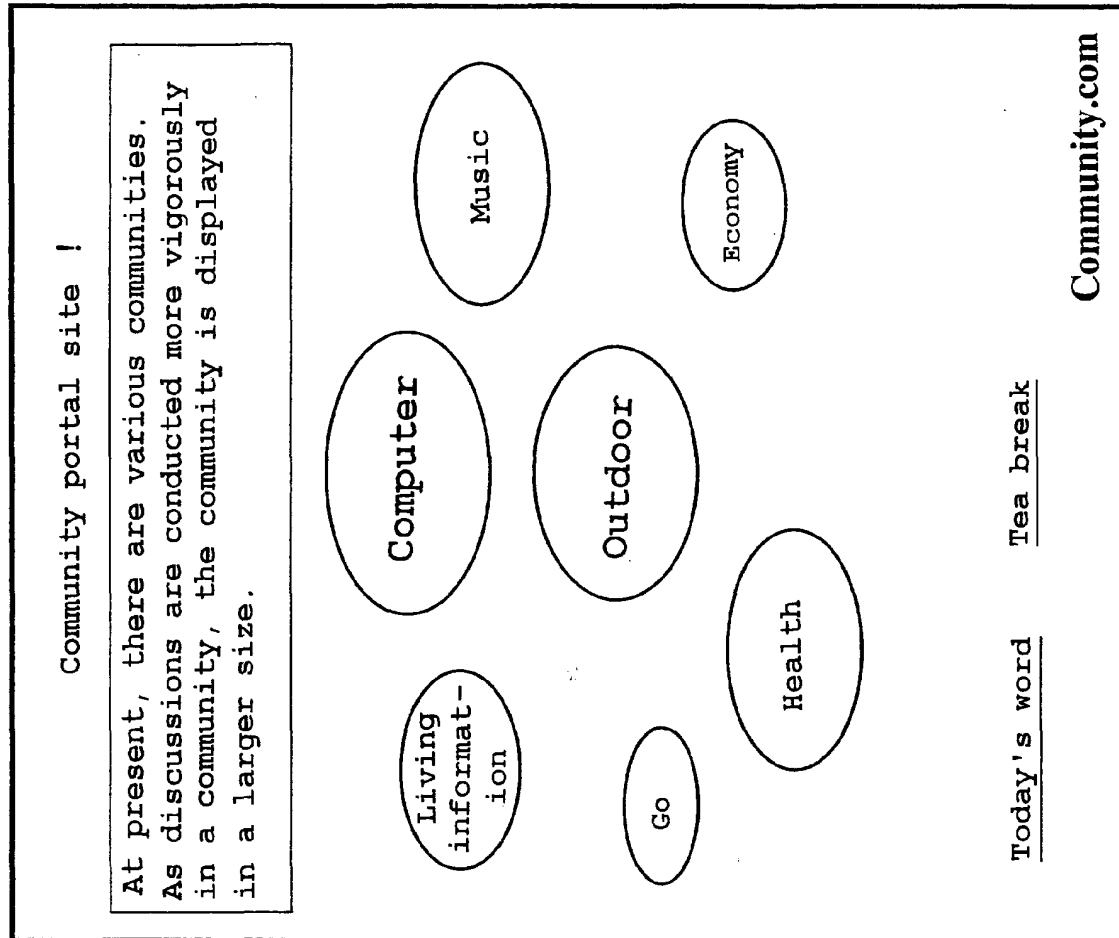 Community portal site !
At present, there are various communities.
As discussions are conducted more vigorously
in a community, the community is displayed
in a larger size.
Computer
Music
Living
informat-
ion
Outdoor
Go
Economy
Health
Today's word
Tea break
Community.com